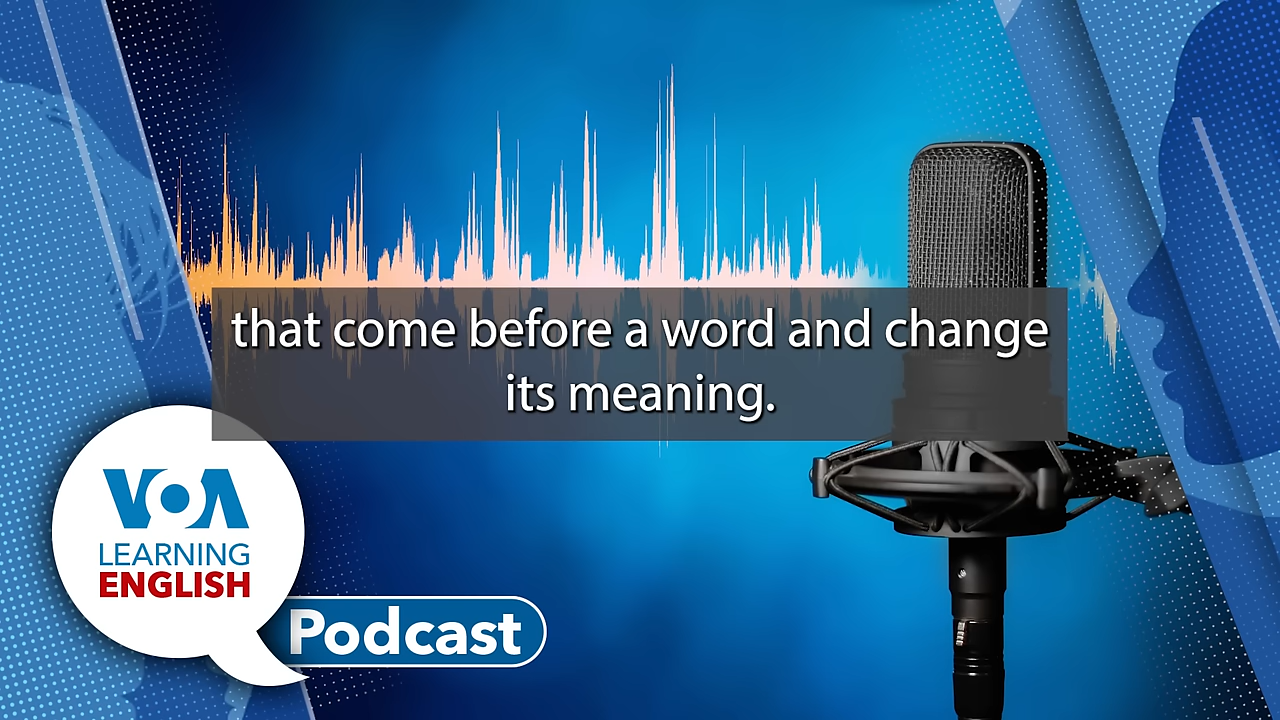 that come before a word and change
its meaning.
VOA
LEARNING
ENGLISH
Podcast